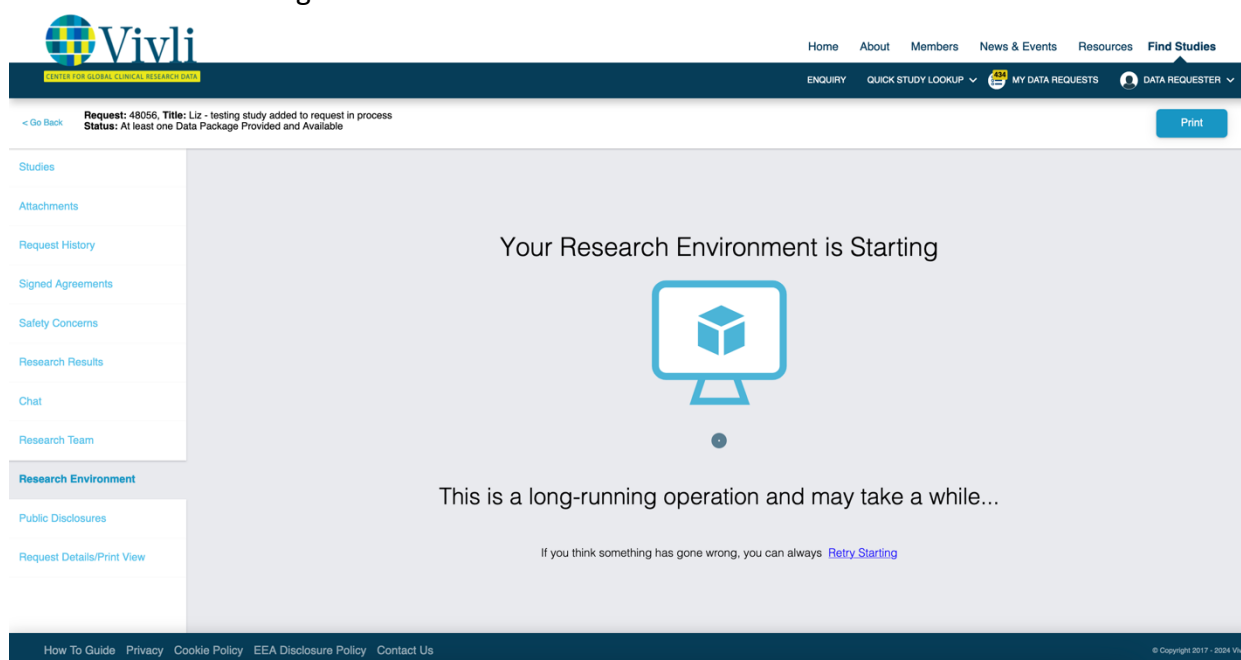 Vivli
CENTER FOR GLOBAL CLINICAL RESEARCH DATA
Home About Members News & Events Resources Find Studies
ENQUIRY QUICK STUDY LOOKUP 434 MY DATA REQUESTS DATA REQUESTER
< Go Back
Request: 48056, Title: Liz - testing study added to request in process
Status: At least one Data Package Provided and Available
Print
Studies
Attachments
Request History
Signed Agreements
Safety Concerns
Research Results
Chat
Research Team
Research Environment
Public Disclosures
Request Details/Print View
Your Research Environment is Starting
This is a long-running operation and may take a while...
If you think something has gone wrong, you can always Retry Starting
How To Guide Privacy Cookie Policy EEA Disclosure Policy Contact Us
© Copyright 2017 - 2024 Viv